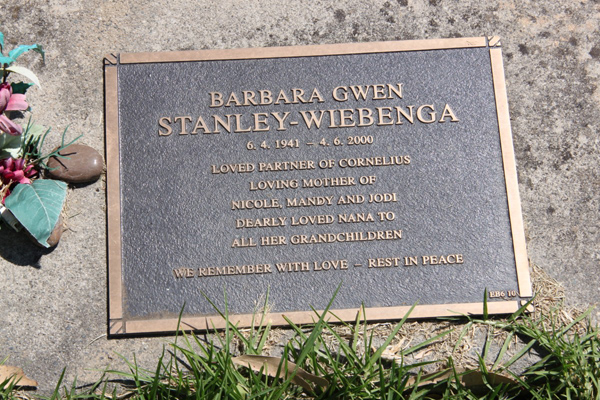 BARBARA GWEN
STANLEY-WIEBENGA
6. 4. 1941 – 4. 6. 2000
LOVED PARTNER OF CORNELIUS
LOVING MOTHER OF
NICOLE, MANDY AND JODI
DEARLY LOVED NANA TO
ALL HER GRANDCHILDREN
WE REMEMBER WITH LOVE – REST IN PEACE